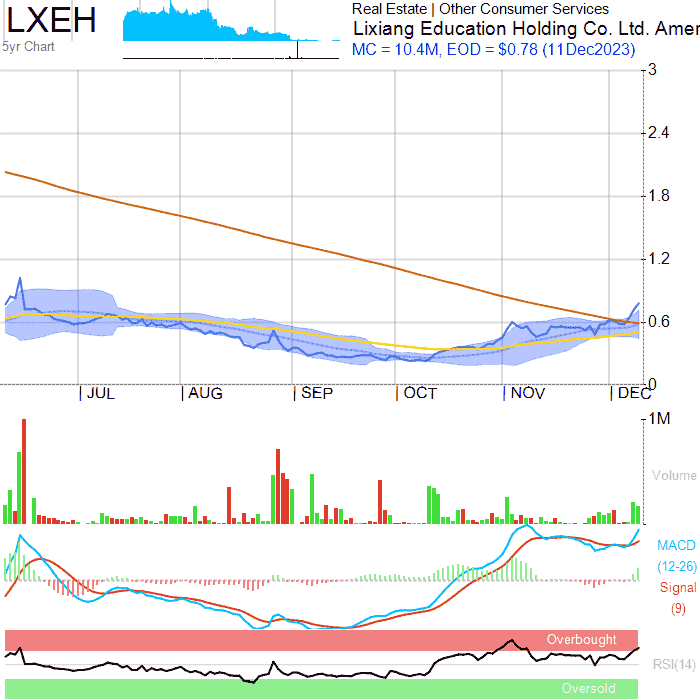 LXEH
5yr Chart
Real Estate | Other Consumer Services
Lixiang Education Holding Co. Ltd. Amer
MC = 10.4M, EOD = $0.78 (11Dec2023)
3
2.4
1.8
1.2
0.6
0
| JUL | AUG | SEP | OCT | NOV | DEC
1M
Volume
MACD
(12-26)
Signal
(9)
Overbought
RSI(14)
Oversold